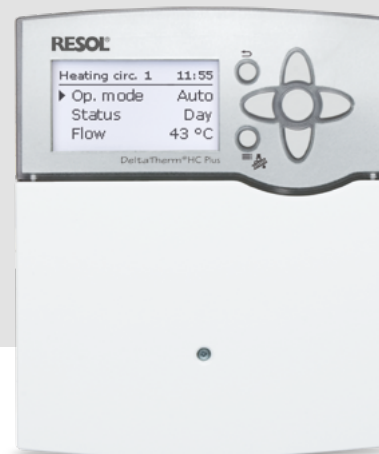 RESOL®
Heating circ. 1 11:55
Op. mode Auto
Status Day
Flow 43 °C
DeltaTherm® HC Plus